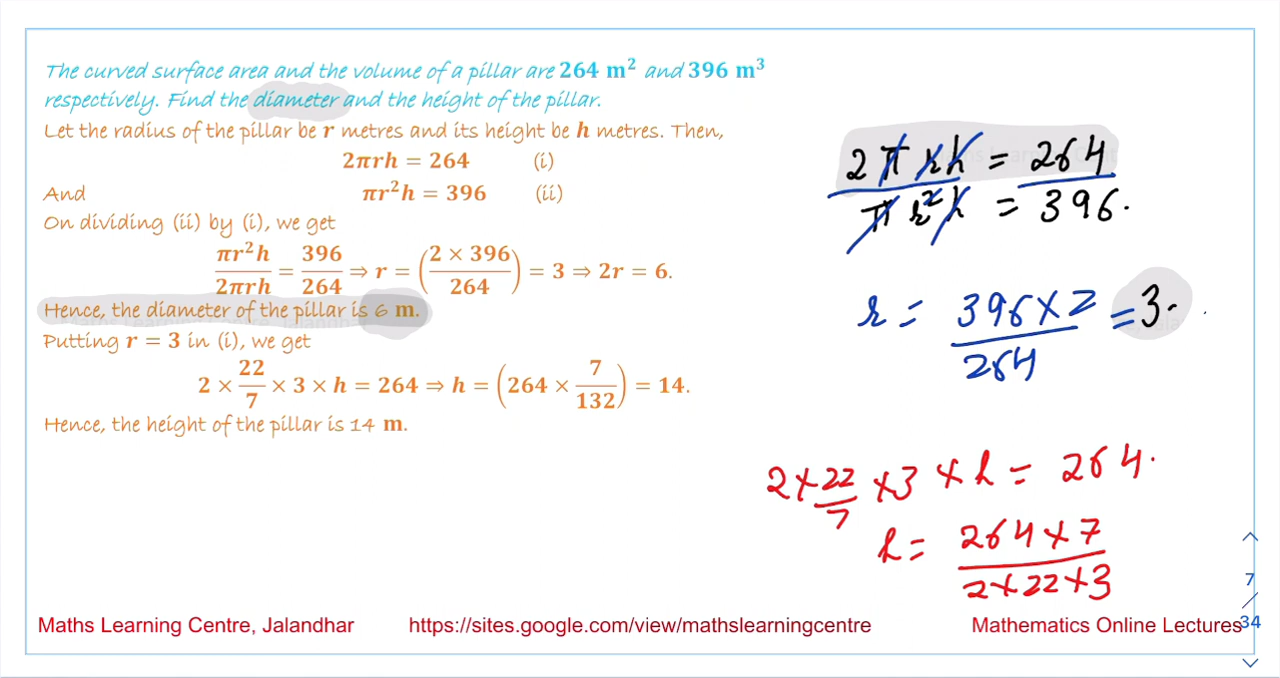 The curved surface area and the volume of a pillar are 264 m² and 396 m³
respectively. Find the diameter and the height of the pillar.
Let the radius of the pillar be r metres and its height be h metres. Then,
2πrh = 264 (i)
And πr²h = 396 (ii)
On dividing (ii) by (i), we get
πr²h/2πrh = 396/264 ⇒ r = (2 × 396/264) = 3 ⇒ 2r = 6.
Hence, the diameter of the pillar is 6 m.
Putting r = 3 in (i), we get
2 × 22/7 × 3 × h = 264 ⇒ h = (264 × 7/132) = 14.
Hence, the height of the pillar is 14 m.
2πrh = 264
πr²h = 396.
r = 396×2/264 = 3.
2×22/7 ×3 ×h = 264.
h = 264×7/2×22×3
Maths Learning Centre, Jalandhar https://sites.google.com/view/mathslearningcentre Mathematics Online Lectures
7/34